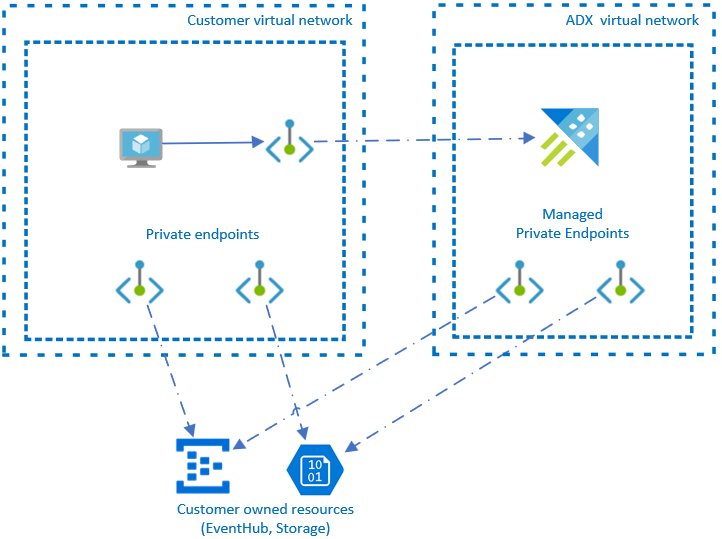 Customer virtual network
ADX virtual network
Private endpoints
Managed
Private Endpoints
10
01
Customer owned resources
(EventHub, Storage)